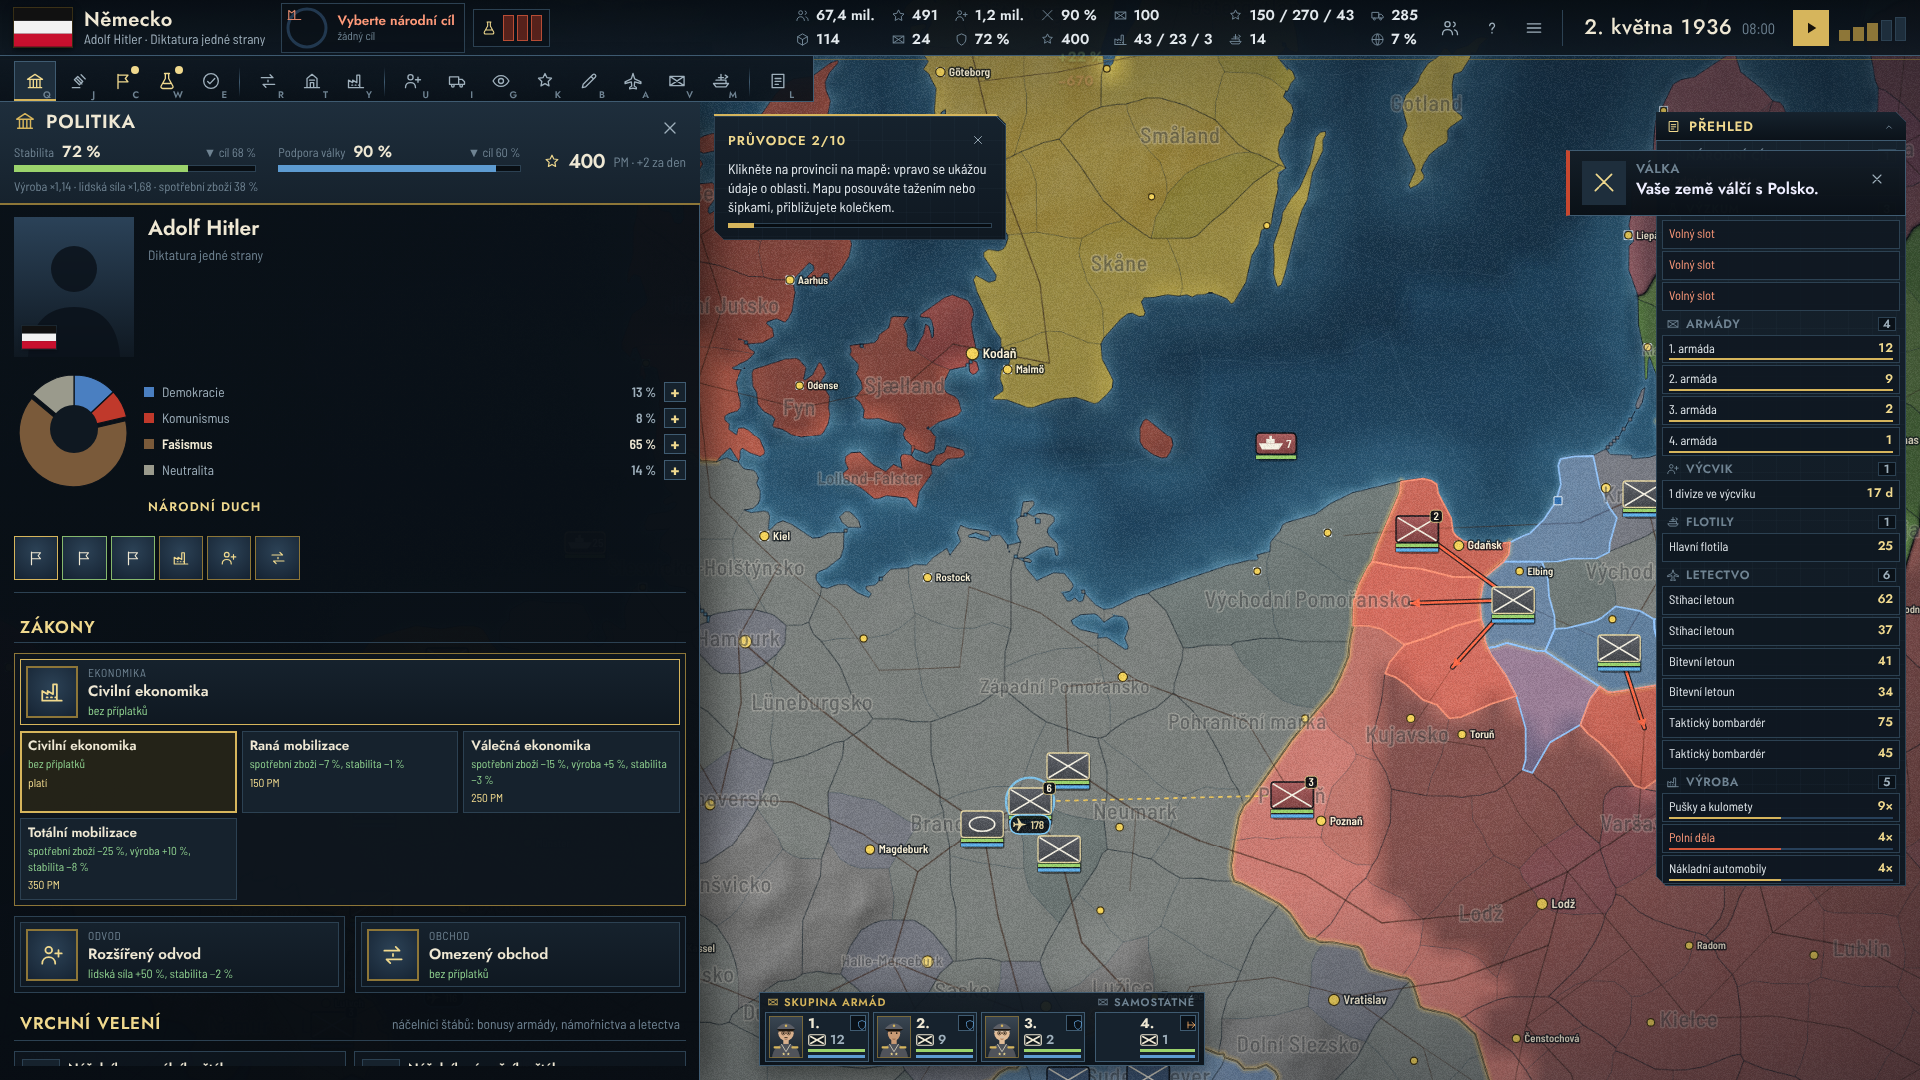 Německo
Adolf Hitler · Diktatura jedné strany
Vyberte národní cíl
žádný cíl
67,4 mil.
491
1,2 mil.
90 %
100
150 / 270 / 43
285
114
24
72 %
400
43 / 23 / 3
14
7 %
?
2. května 1936
08:00
Q
J
C
W
E
R
T
Y
U
I
G
K
B
A
V
M
L
POLITIKA
Stabilita 72 %
▼ cíl 68 %
Podpora války 90 %
▼ cíl 60 %
400 PM · +2 za den
Výroba ×1,14 · lidská síla ×1,68 · spotřební zboží 38 %
Adolf Hitler
Diktatura jedné strany
Demokracie 13 % +
Komunismus 8 % +
Fašismus 65 % +
Neutralita 14 % +
NÁRODNÍ DUCH
ZÁKONY
EKONOMIKA
Civilní ekonomika
bez příplatků
Civilní ekonomika
bez příplatků
platí
Raná mobilizace
spotřební zboží −7 %, stabilita −1 %
150 PM
Válečná ekonomika
spotřební zboží −15 %, výroba +5 %, stabilita
−3 %
250 PM
Totální mobilizace
spotřební zboží −25 %, výroba +10 %,
stabilita −8 %
350 PM
ODVOD
Rozšířený odvod
lidská síla +50 %, stabilita −2 %
OBCHOD
Omezený obchod
bez příplatků
VRCHNÍ VELENÍ
náčelníci štábů: bonusy armády, námořnictva a letectva
PRŮVODCE 2/10
Klikněte na provincii na mapě: vpravo se ukážou
údaje o oblasti. Mapu posouváte tažením nebo
šipkami, přibližujete kolečkem.
PŘEHLED
VÁLKA
Vaše země válčí s Polsko.
Volný slot
Volný slot
Volný slot
ARMÁDY 4
1. armáda 12
2. armáda 9
3. armáda 2
4. armáda 1
VÝCVIK 1
1 divize ve výcviku 17 d
FLOTILY 1
Hlavní flotila 25
LETECTVO 6
Stíhací letoun 62
Stíhací letoun 37
Bitevní letoun 41
Bitevní letoun 34
Taktický bombardér 75
Taktický bombardér 45
VÝROBA 5
Pušky a kulomety 9×
Polní děla 4×
Nákladní automobily 4×
Göteborg
Gotland
Småland
Skåne
Aarhus
Kodaň
Malmö
Odense
Sjælland
Fyn
Lolland-Falster
7
Kiel
Rostock
Hamburk
Lüneburgsko
Západní Pomořansko
Východní Pomořansko
Pohraniční marka
2
Gdaňsk
Elbing
Kujavsko
Toruň
6
178
Neumark
3
Poznaň
Magdeburk
Halle-Merseburk
Lodž
Lodž
Radom
Lublin
Vratislav
Kielce
Čenstochová
Dolní Slezsko
Lužice
SKUPINA ARMÁD
SAMOSTATNÉ
1.
12
2.
9
3.
2
4.
1